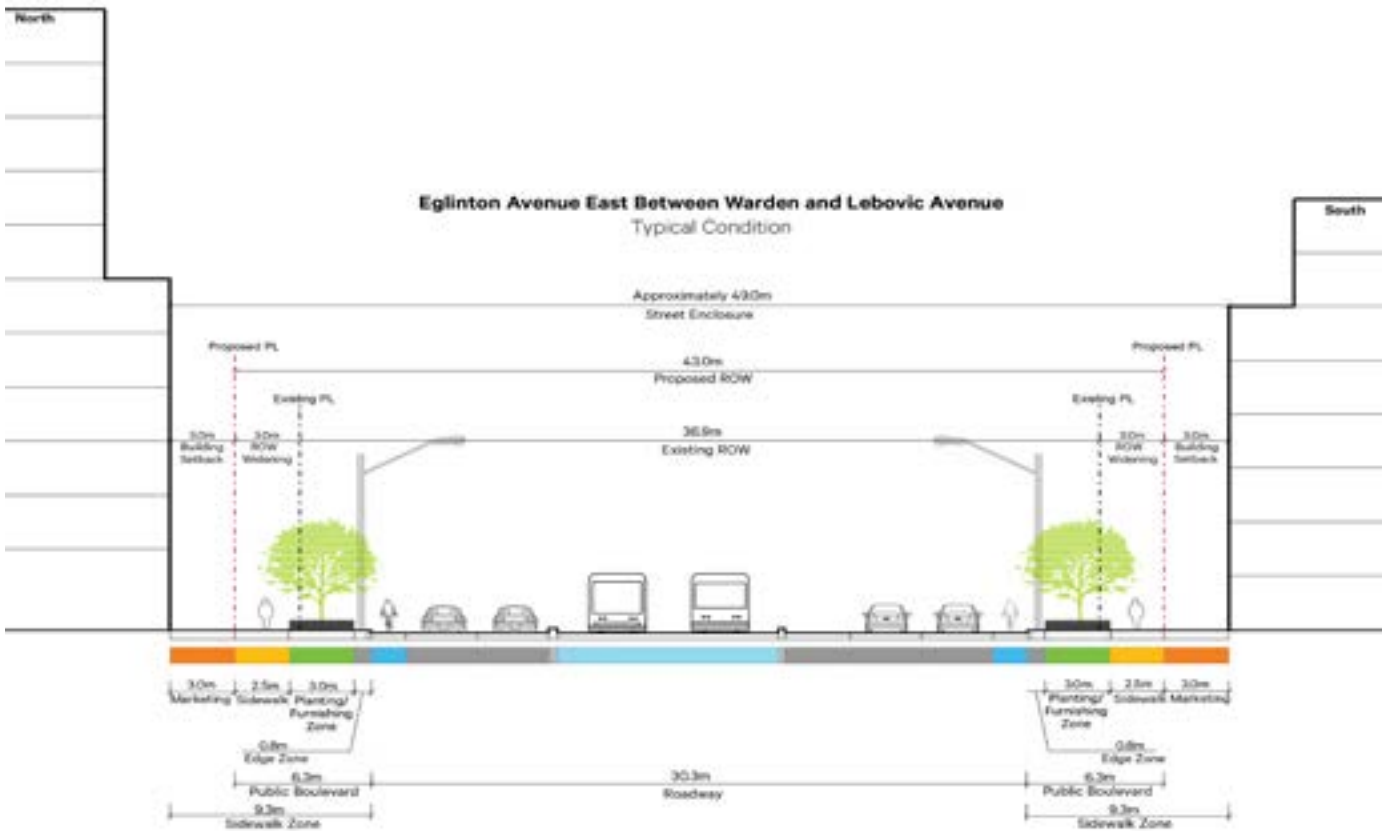 North
Eglinton Avenue East Between Warden and Lebovic Avenue
Typical Condition
South
Approximately 49.0m
Street Enclosure
Proposed PL
Proposed PL
43.0m
Proposed ROW
Existing PL
Existing PL
3.0m
Building
Setback
3.0m
ROW
Widening
36.9m
Existing ROW
3.0m
ROW
Widening
3.0m
Building
Setback
3.0m
Marketing
2.5m
Sidewalk
3.0m
Planting/
Furnishing
Zone
3.0m
Planting/
Furnishing
Zone
2.5m
Sidewalk
3.0m
Marketing
0.8m
Edge Zone
0.8m
Edge Zone
6.3m
Public Boulevard
30.3m
Roadway
6.3m
Public Boulevard
9.3m
Sidewalk Zone
9.3m
Sidewalk Zone